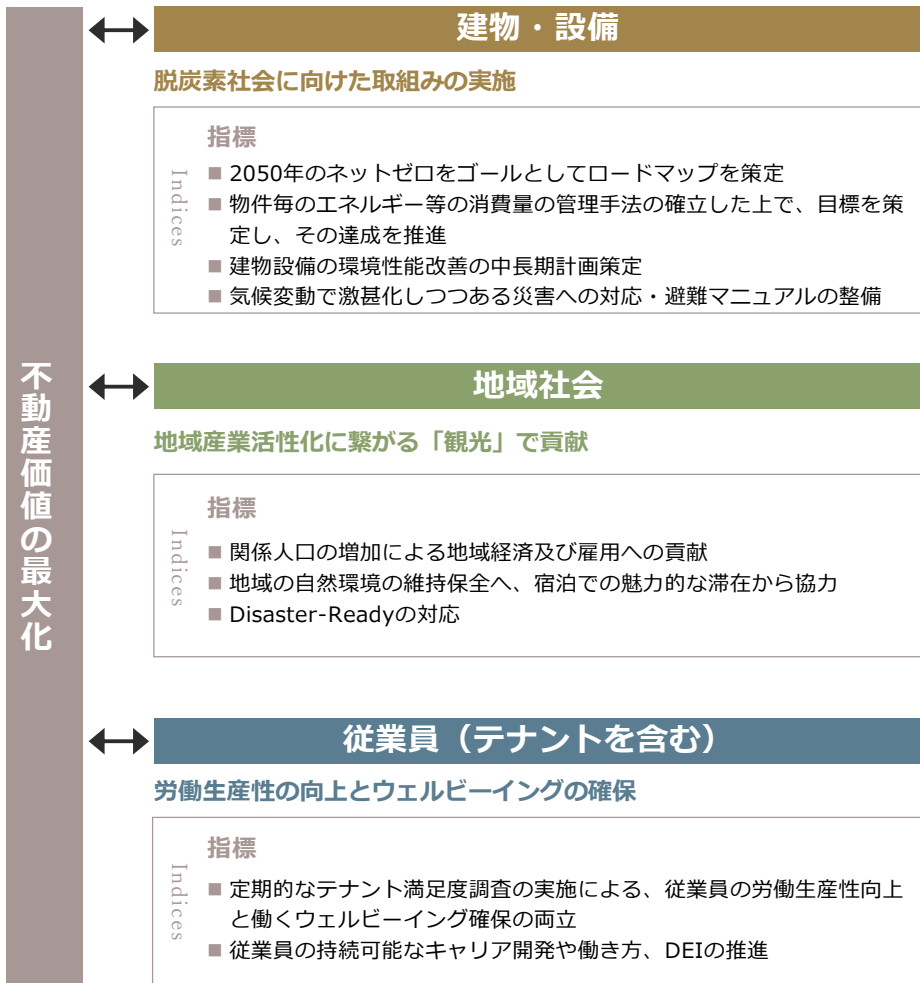 不動産価値の最大化
建物・設備
脱炭素社会に向けた取組みの実施
指標
Indices
■ 2050年のネットゼロをゴールとしてロードマップを策定
■ 物件毎のエネルギー等の消費量の管理手法の確立した上で、目標を策
定し、その達成を推進
■ 建物設備の環境性能改善の中長期計画策定
■ 気候変動で激甚化しつつある災害への対応・避難マニュアルの整備
地域社会
地域産業活性化に繋がる「観光」で貢献
指標
Indices
■ 関係人口の増加による地域経済及び雇用への貢献
■ 地域の自然環境の維持保全へ、宿泊での魅力的な滞在から協力
■ Disaster-Readyの対応
従業員（テナントを含む）
労働生産性の向上とウェルビーイングの確保
指標
Indices
■ 定期的なテナント満足度調査の実施による、従業員の労働生産性向上
と働くウェルビーイング確保の両立
■ 従業員の持続可能なキャリア開発や働き方、DEIの推進